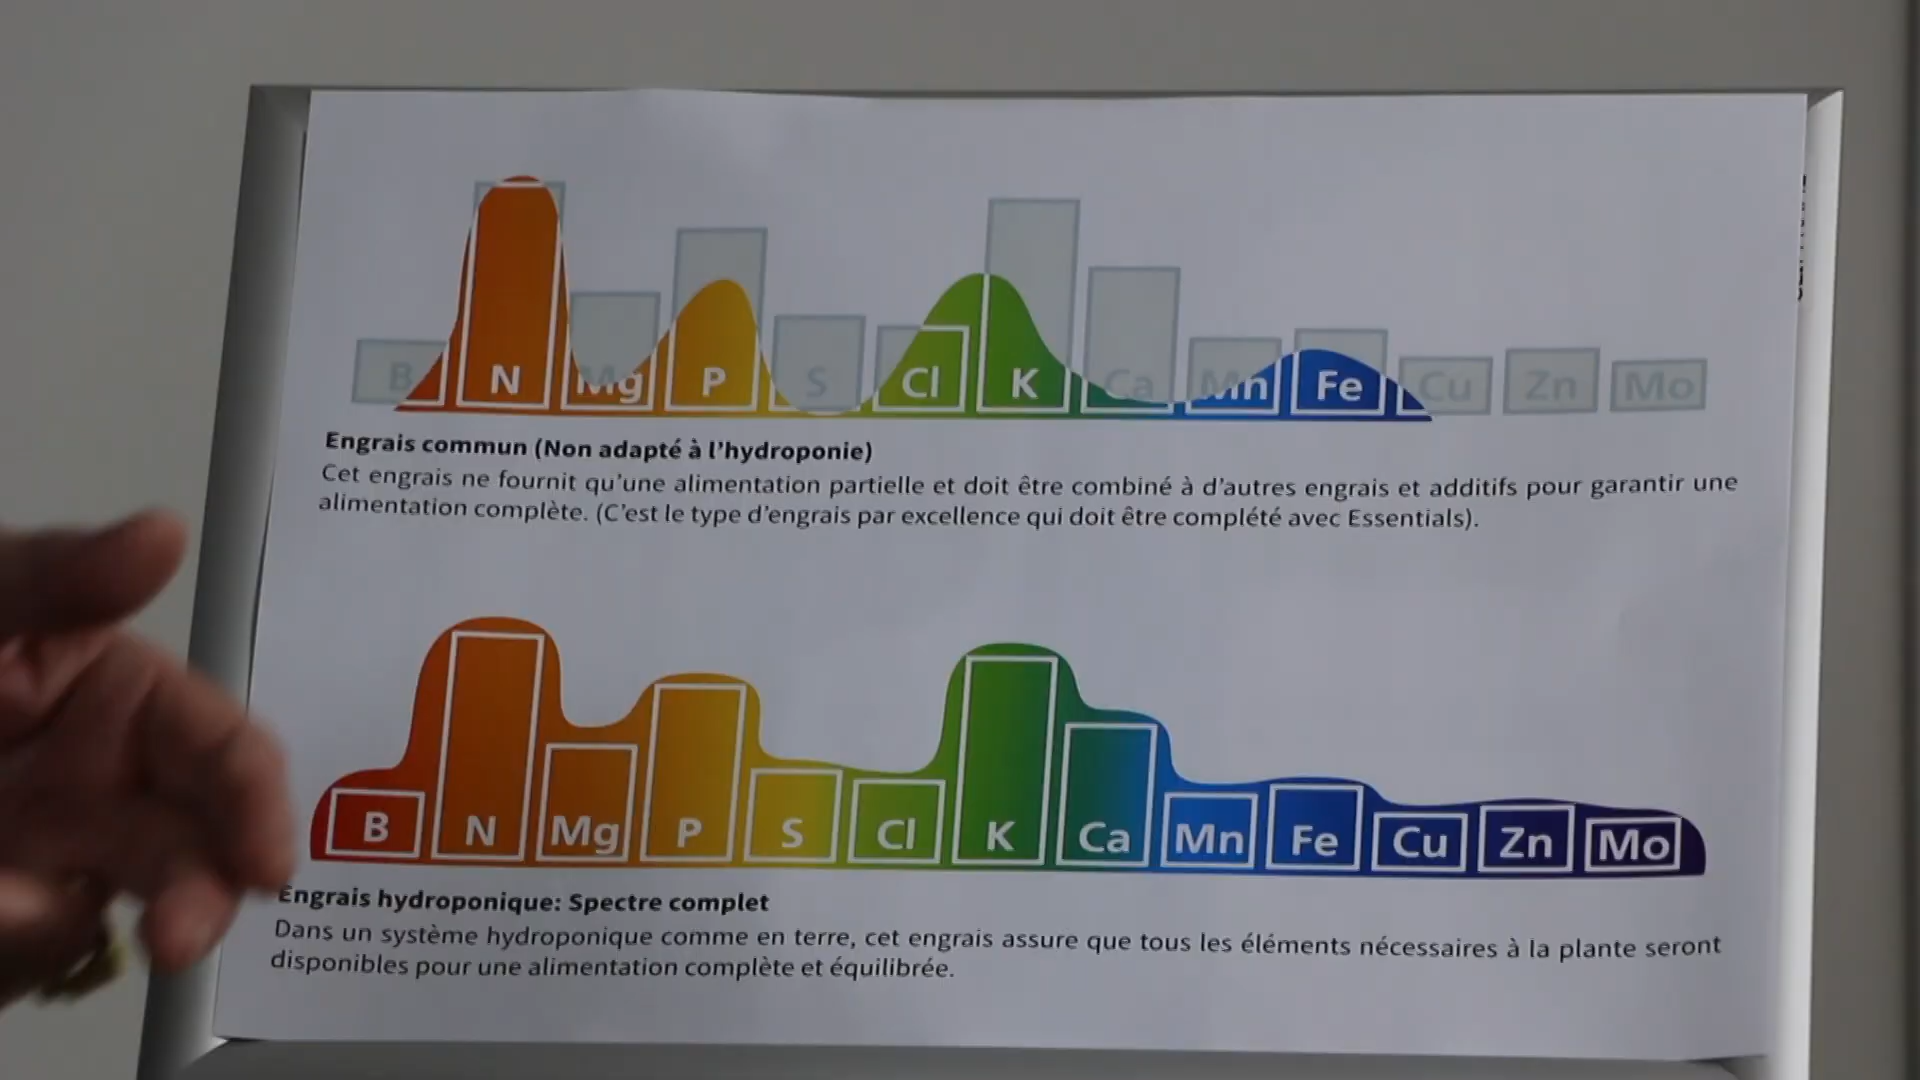 B N Mg P S Cl K Ca Mn Fe Cu Zn Mo
Engrais commun (Non adapté à l'hydroponie)
Cet engrais ne fournit qu'une alimentation partielle et doit être combiné à d'autres engrais et additifs pour garantir une
alimentation complète. (C'est le type d'engrais par excellence qui doit être complété avec Essentials).
B N Mg P S Cl K Ca Mn Fe Cu Zn Mo
Engrais hydroponique: Spectre complet
Dans un système hydroponique comme en terre, cet engrais assure que tous les éléments nécessaires à la plante seront
disponibles pour une alimentation complète et équilibrée.